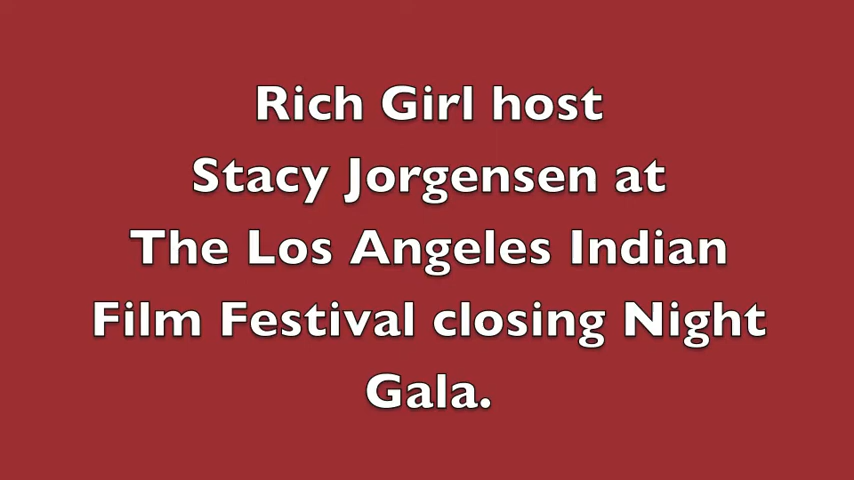 Rich Girl host
Stacy Jorgensen at
The Los Angeles Indian
Film Festival closing Night
Gala.